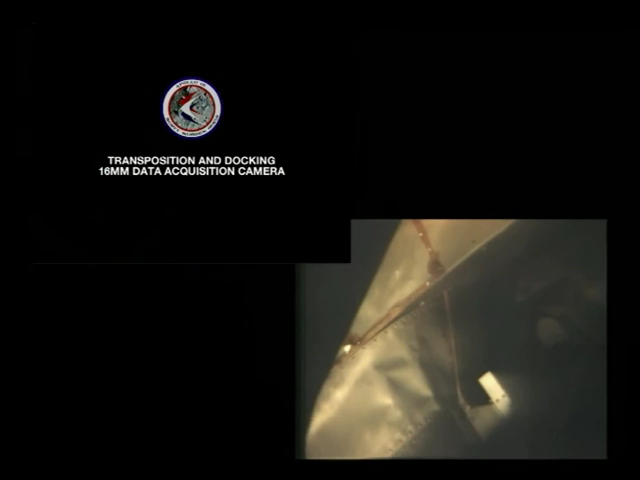 TRANSPOSITION AND DOCKING
16MM DATA ACQUISITION CAMERA